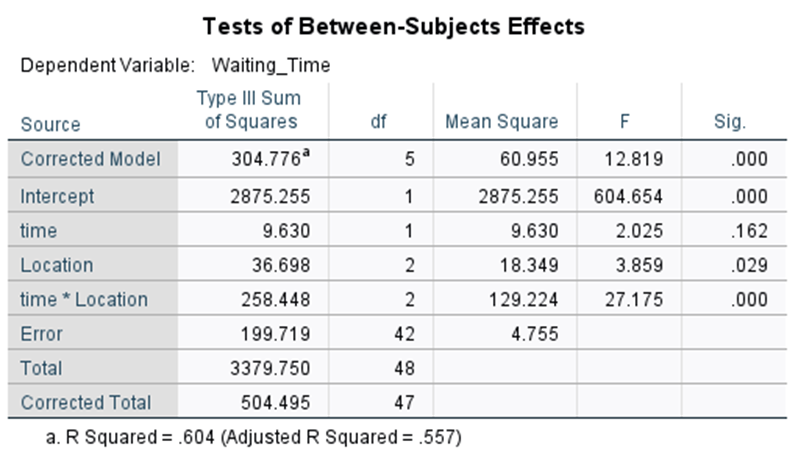 Tests of Between-Subjects Effects
Dependent Variable: Waiting_Time
Source Type III Sum of Squares df Mean Square F Sig.
Corrected Model 304.776a 5 60.955 12.819 .000
Intercept 2875.255 1 2875.255 604.654 .000
time 9.630 1 9.630 2.025 .162
Location 36.698 2 18.349 3.859 .029
time * Location 258.448 2 129.224 27.175 .000
Error 199.719 42 4.755
Total 3379.750 48
Corrected Total 504.495 47
a. R Squared = .604 (Adjusted R Squared = .557)